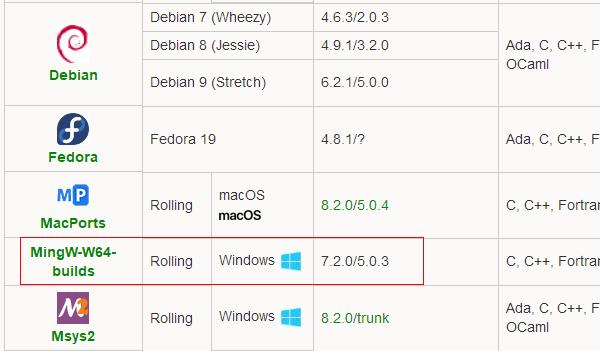 Debian 7 (Wheezy) 4.6.3/2.0.3
Debian 8 (Jessie) 4.9.1/3.2.0
Debian
Debian 9 (Stretch) 6.2.1/5.0.0
Ada, C, C++, F
OCaml
Fedora
Fedora 19 4.8.1/? Ada, C, C++, F
MP
MacPorts
Rolling
macOS
macOS
8.2.0/5.0.4
C, C++, Fortran
MingW-W64-
builds
Rolling Windows 7.2.0/5.0.3 C, C++, Fortran
M2
Msys2
Rolling Windows 8.2.0/trunk
Ada, C, C++, F
OCaml